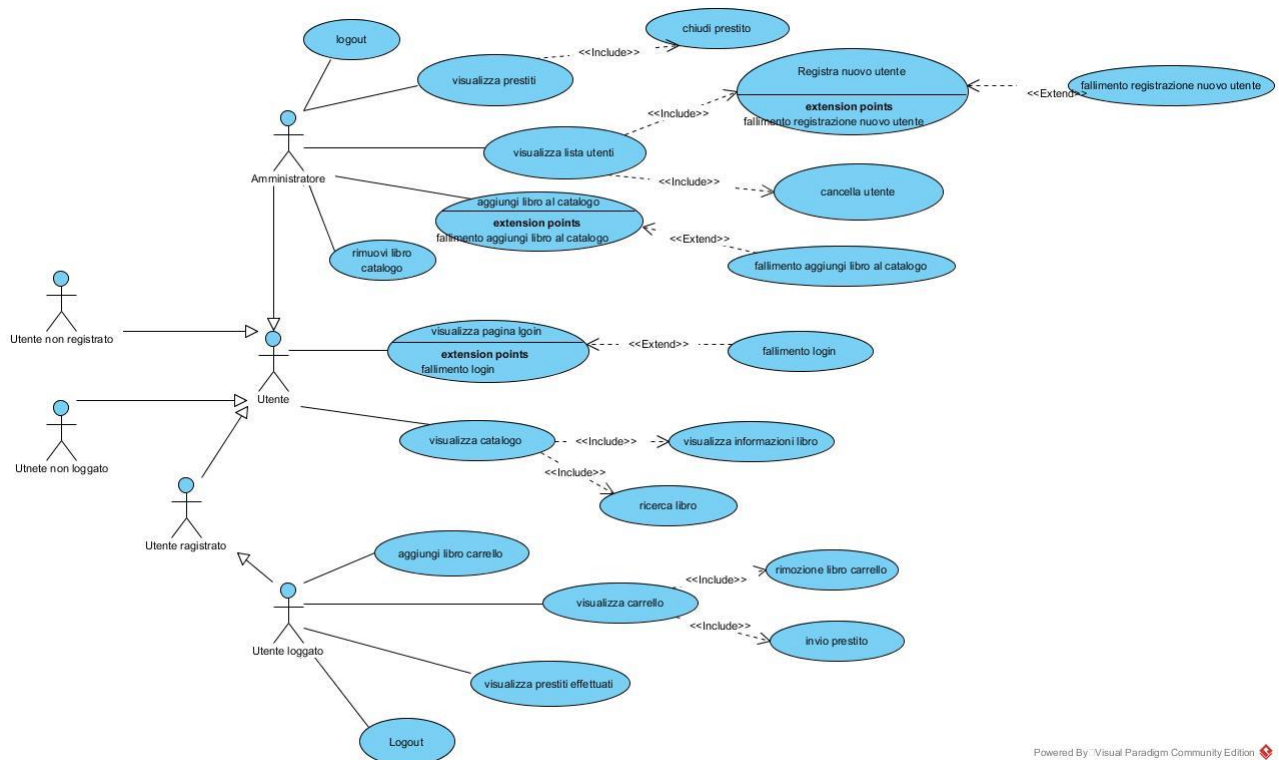 logout
chiudi prestito
<<Include>>
visualizza prestiti
Registra nuovo utente
extension points
fallimento registrazione nuovo utente
<<Extend>>
fallimento registrazione nuovo utente
<<Include>>
visualizza lista utenti
Amministratore
<<Include>>
cancella utente
aggiungi libro al catalogo
extension points
fallimento aggiungi libro al catalogo
<<Extend>>
fallimento aggiungi libro al catalogo
rimuovi libro
catalogo
Utente non registrato
visualizza pagina lgoin
extension points
fallimento login
<<Extend>>
fallimento login
Utente
Utnete non loggato
visualizza catalogo
<<Include>>
visualizza informazioni libro
<<Include>>
ricerca libro
Utente ragistrato
aggiungi libro carrello
<<Include>>
rimozione libro carrello
visualizza carrello
<<Include>>
invio prestito
Utente loggato
visualizza prestiti effettuati
Logout
Powered By Visual Paradigm Community Edition